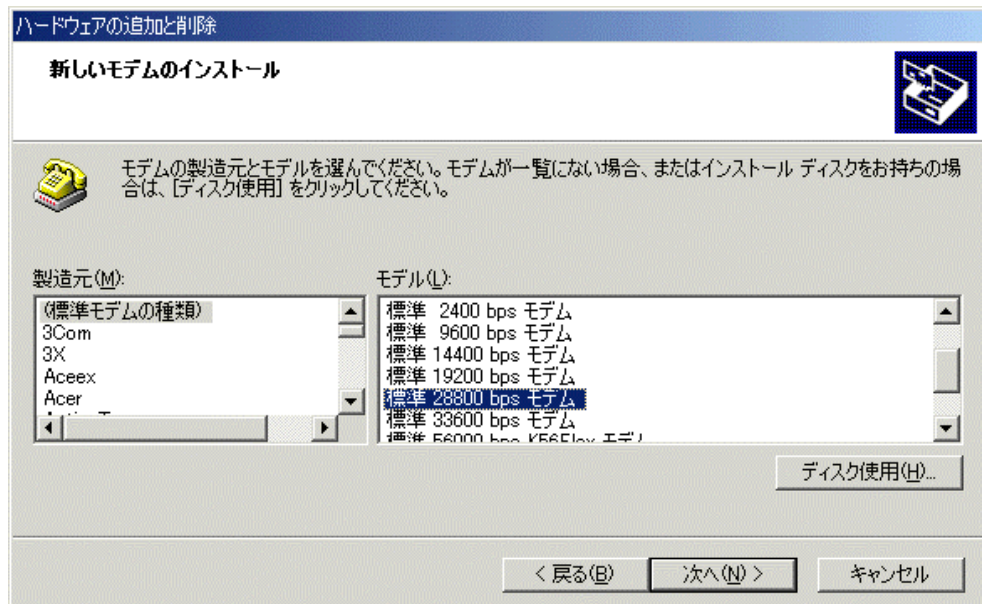 ハードウェアの追加と削除
新しいモデムのインストール
モデムの製造元とモデルを選んでください。モデムが一覧にない場合、またはインストール ディスクをお持ちの場
合は、[ディスク使用] をクリックしてください。
製造元(M):
(標準モデムの種類)
3Com
3X
Aceex
Acer
モデル(L):
標準 2400 bps モデム
標準 9600 bps モデム
標準 14400 bps モデム
標準 19200 bps モデム
標準 28800 bps モデム
標準 33600 bps モデム
標準 56000 bps K56Flex モデム
ディスク使用(H)...
< 戻る(B)
次へ(N) >
キャンセル